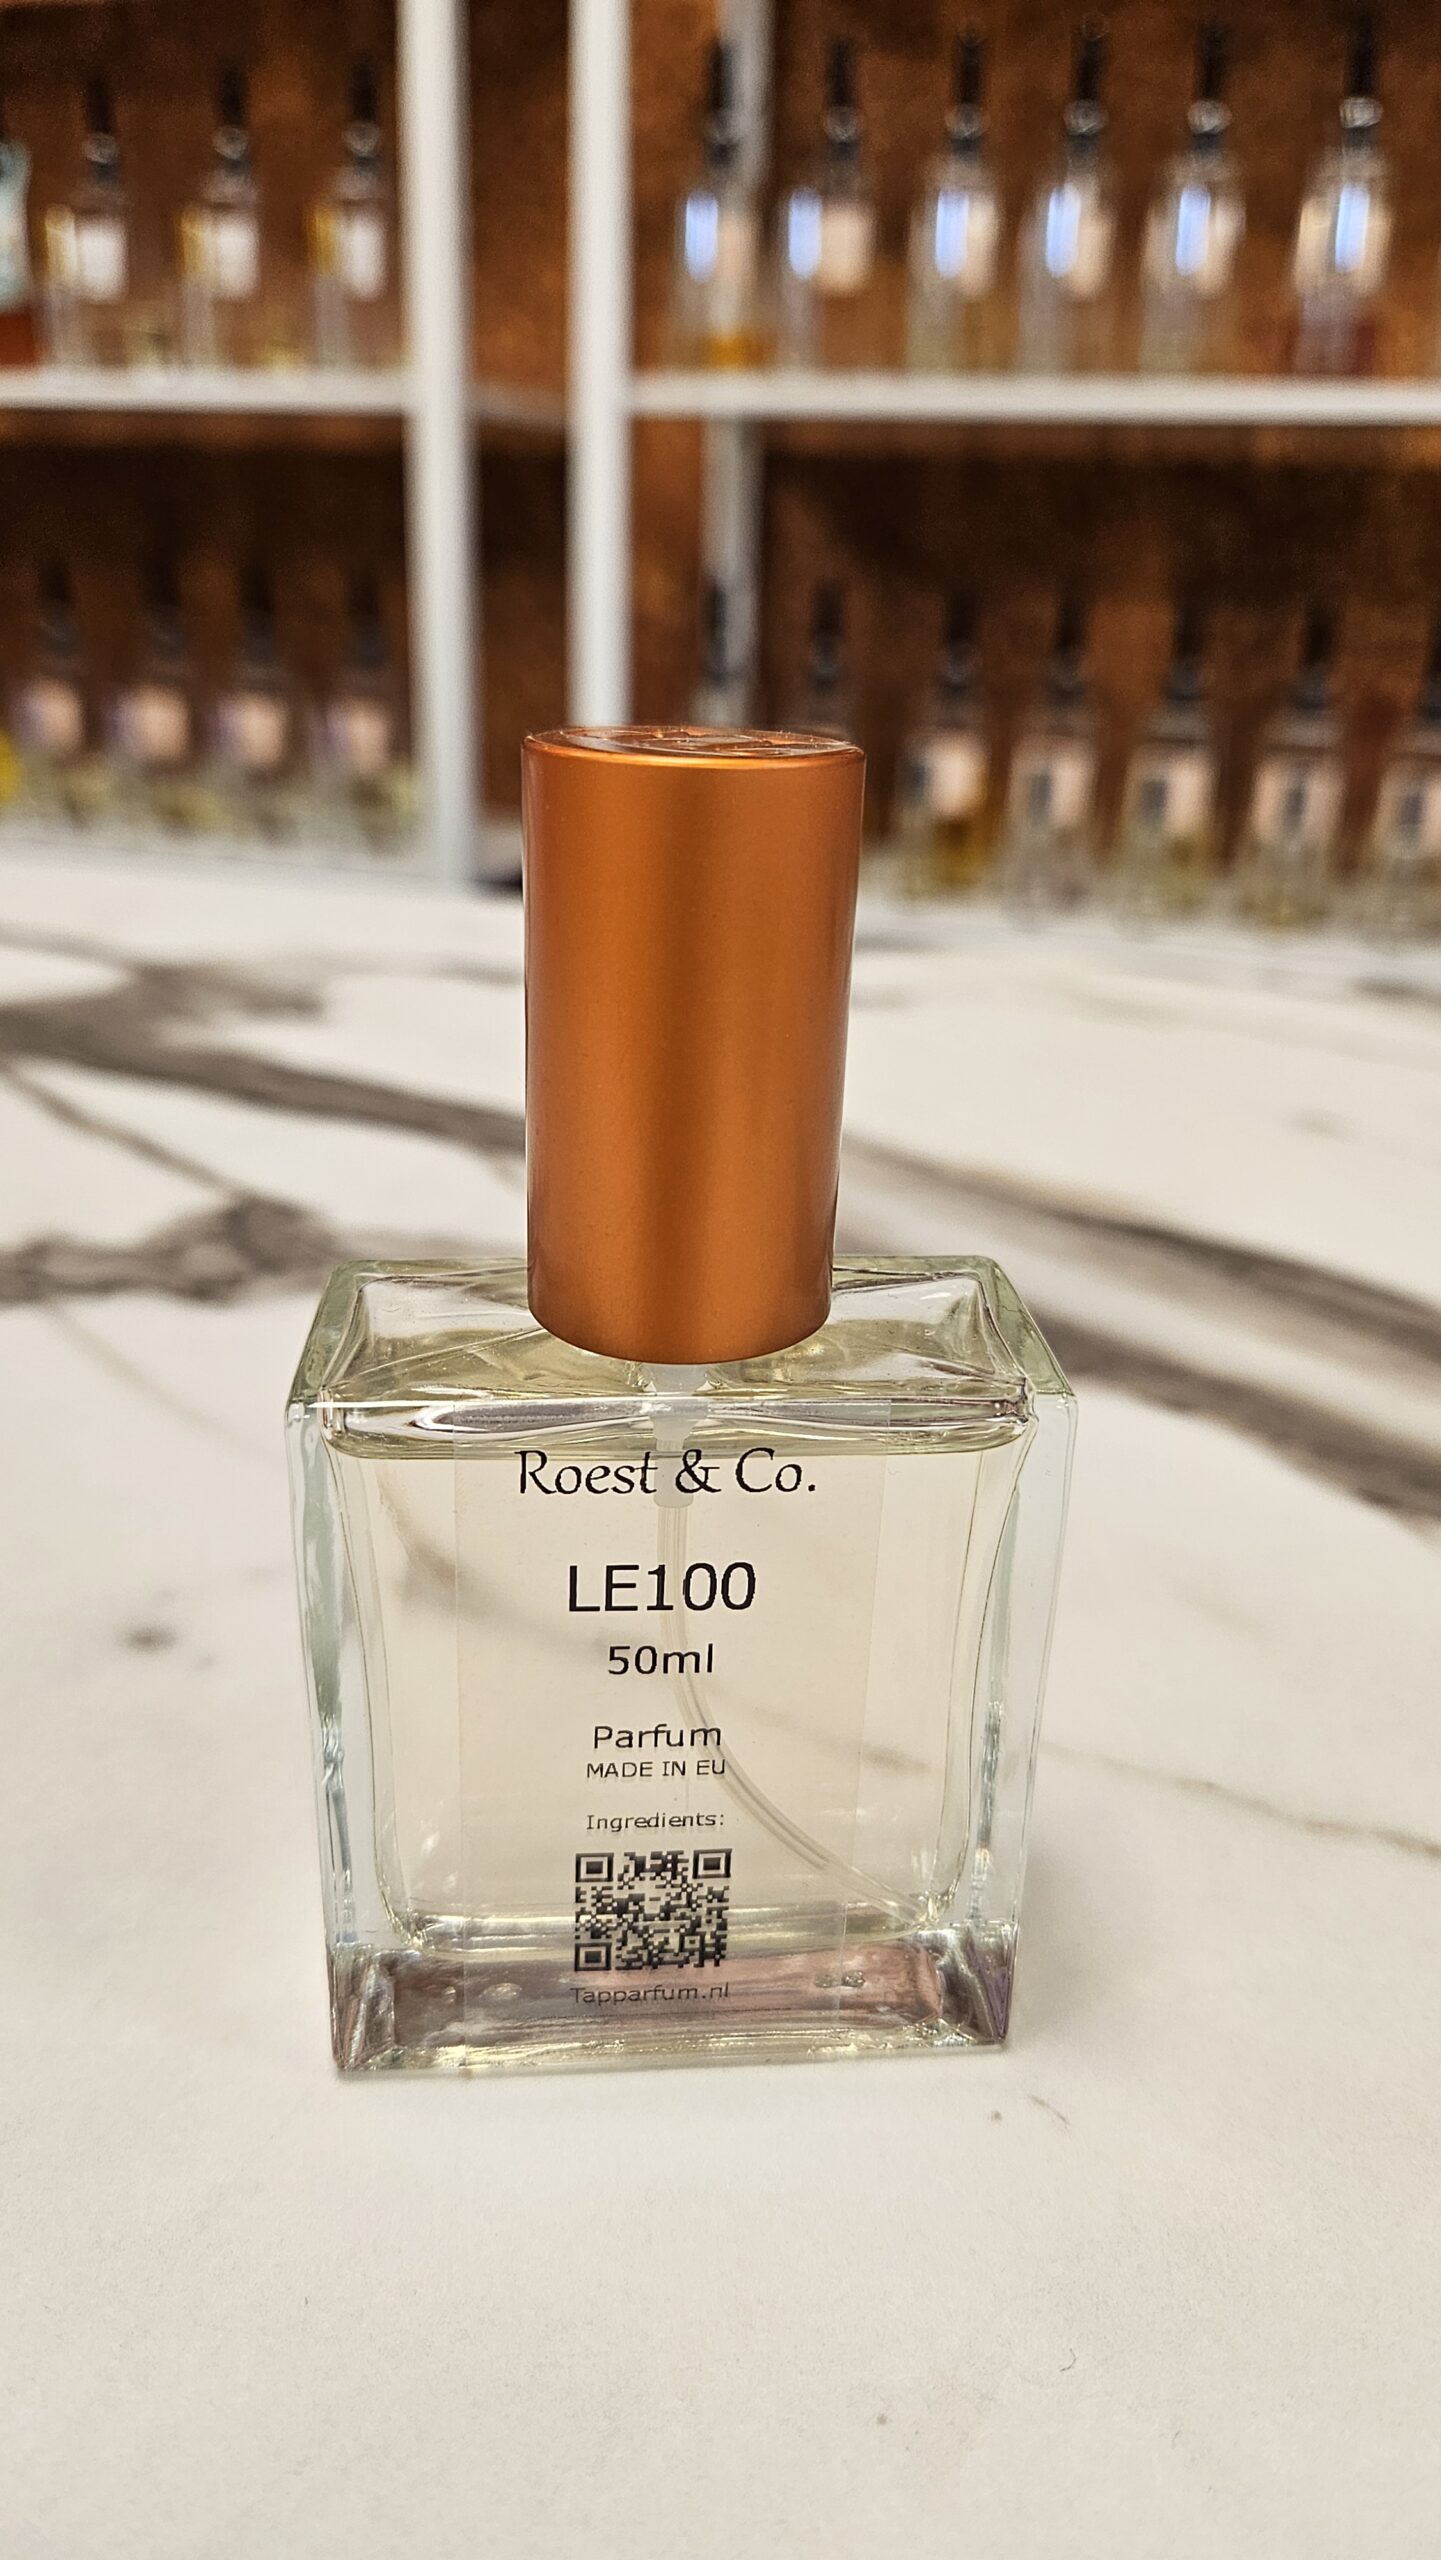 Roest & Co.
LE100
50ml
Parfum
MADE IN EU
Ingredients:
Tapparfum.nl